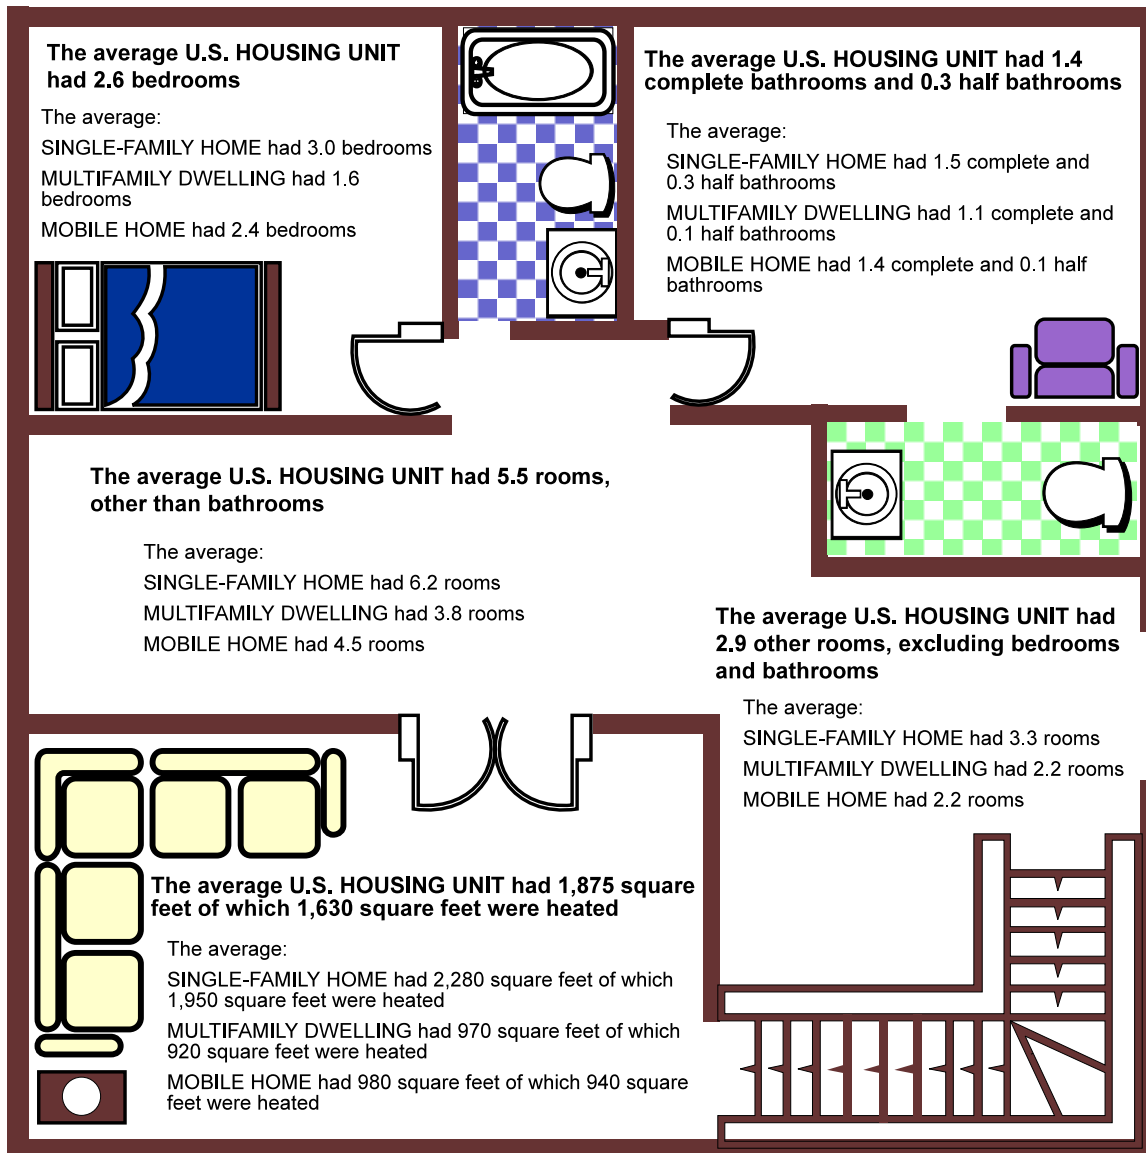 The average U.S. HOUSING UNIT
had 2.6 bedrooms
The average:
SINGLE-FAMILY HOME had 3.0 bedrooms
MULTIFAMILY DWELLING had 1.6
bedrooms
MOBILE HOME had 2.4 bedrooms
The average U.S. HOUSING UNIT had 1.4
complete bathrooms and 0.3 half bathrooms
The average:
SINGLE-FAMILY HOME had 1.5 complete and
0.3 half bathrooms
MULTIFAMILY DWELLING had 1.1 complete and
0.1 half bathrooms
MOBILE HOME had 1.4 complete and 0.1 half
bathrooms
The average U.S. HOUSING UNIT had 5.5 rooms,
other than bathrooms
The average:
SINGLE-FAMILY HOME had 6.2 rooms
MULTIFAMILY DWELLING had 3.8 rooms
MOBILE HOME had 4.5 rooms
The average U.S. HOUSING UNIT had
2.9 other rooms, excluding bedrooms
and bathrooms
The average:
SINGLE-FAMILY HOME had 3.3 rooms
MULTIFAMILY DWELLING had 2.2 rooms
MOBILE HOME had 2.2 rooms
The average U.S. HOUSING UNIT had 1,875 square
feet of which 1,630 square feet were heated
The average:
SINGLE-FAMILY HOME had 2,280 square feet of which
1,950 square feet were heated
MULTIFAMILY DWELLING had 970 square feet of which
920 square feet were heated
MOBILE HOME had 980 square feet of which 940 square
feet were heated